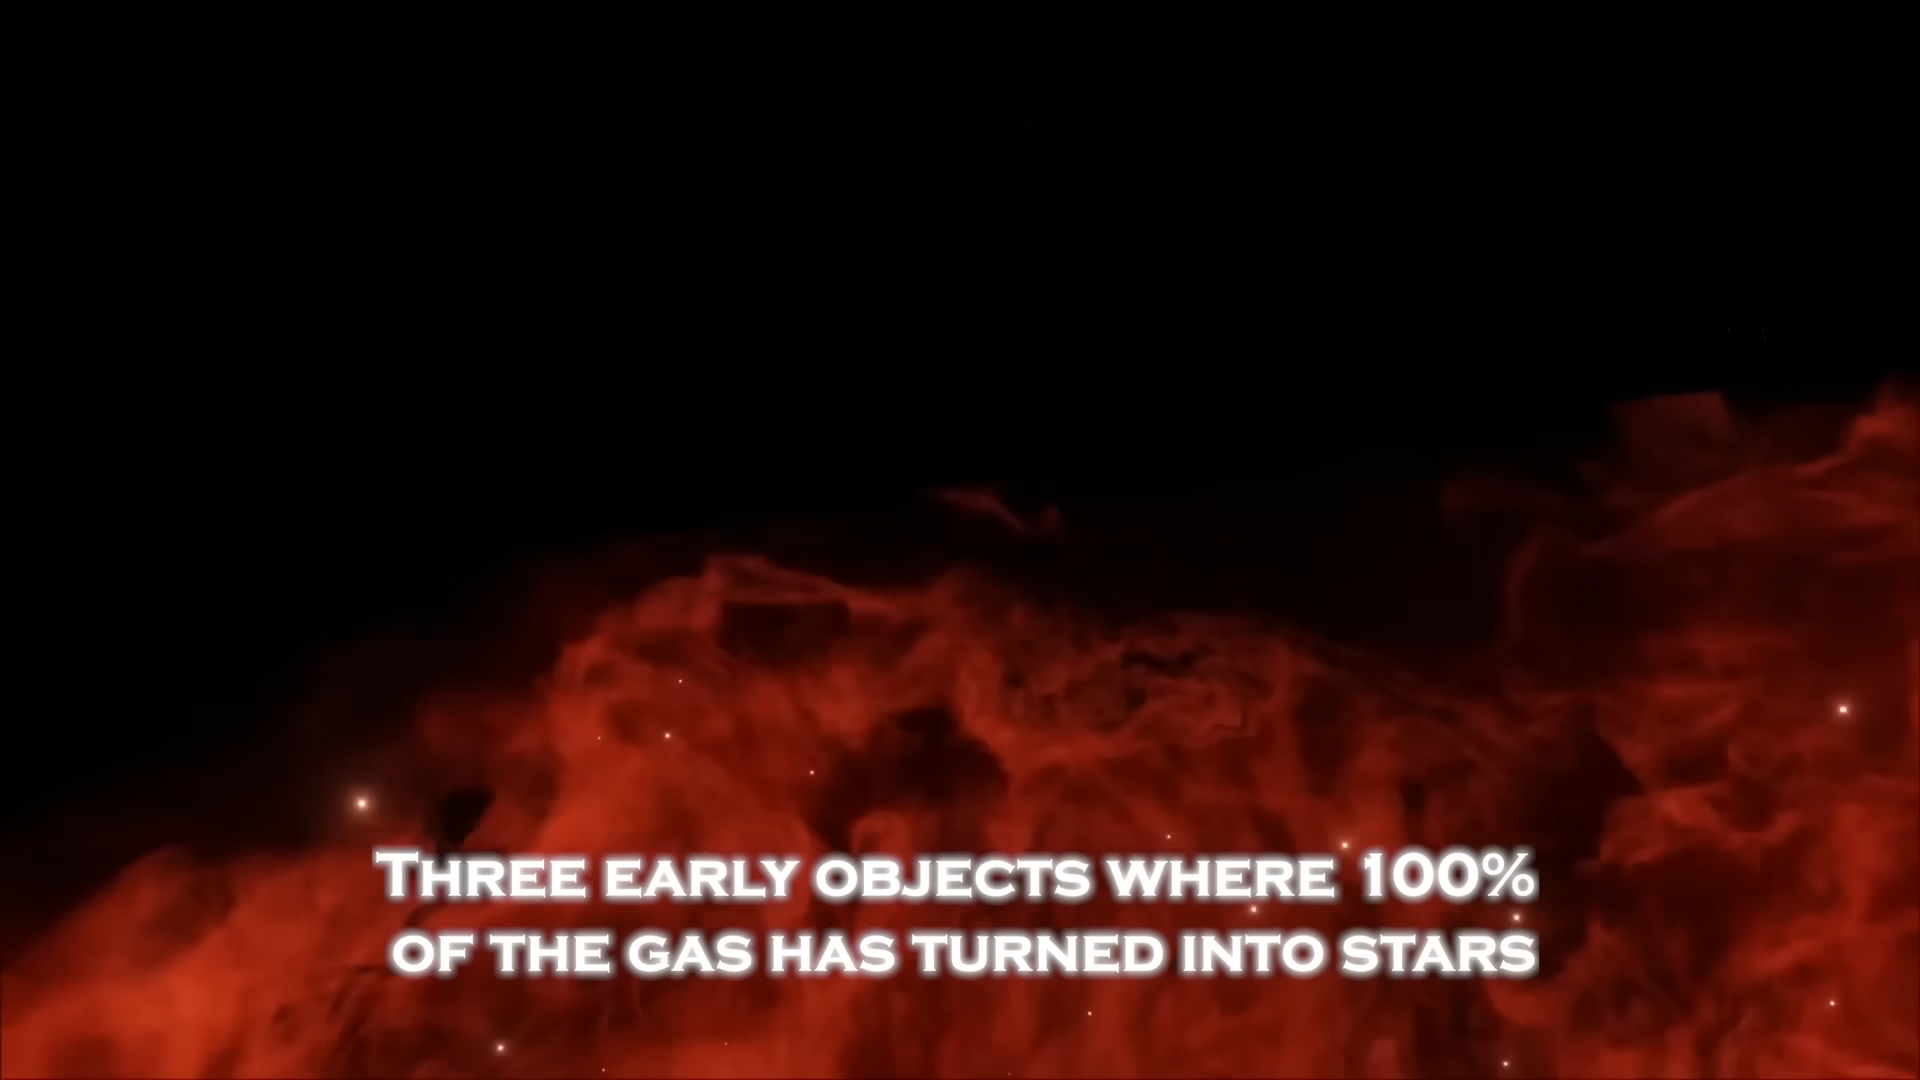 Three early objects where 100%
of the gas has turned into stars